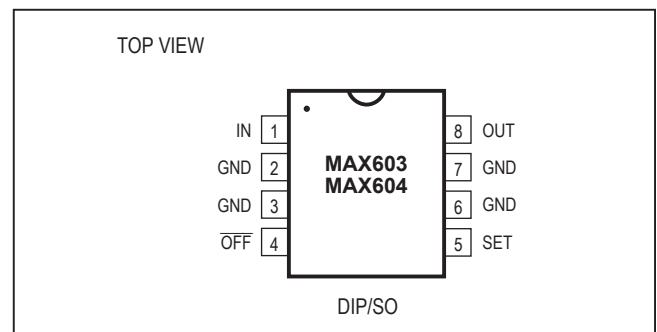 TOP VIEW
IN 1
GND 2
GND 3
O̅F̅F̅ 4
MAX603
MAX604
8 OUT
7 GND
6 GND
5 SET
DIP/SO